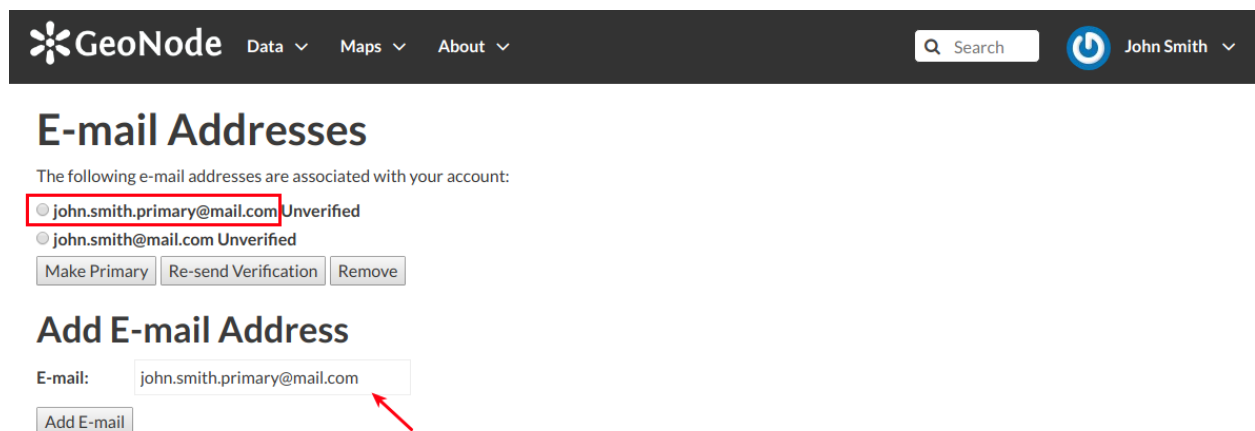 GeoNode Data Maps About Search John Smith
E-mail Addresses
The following e-mail addresses are associated with your account:
john.smith.primary@mail.com Unverified
john.smith@mail.com Unverified
Make Primary Re-send Verification Remove
Add E-mail Address
E-mail: john.smith.primary@mail.com
Add E-mail